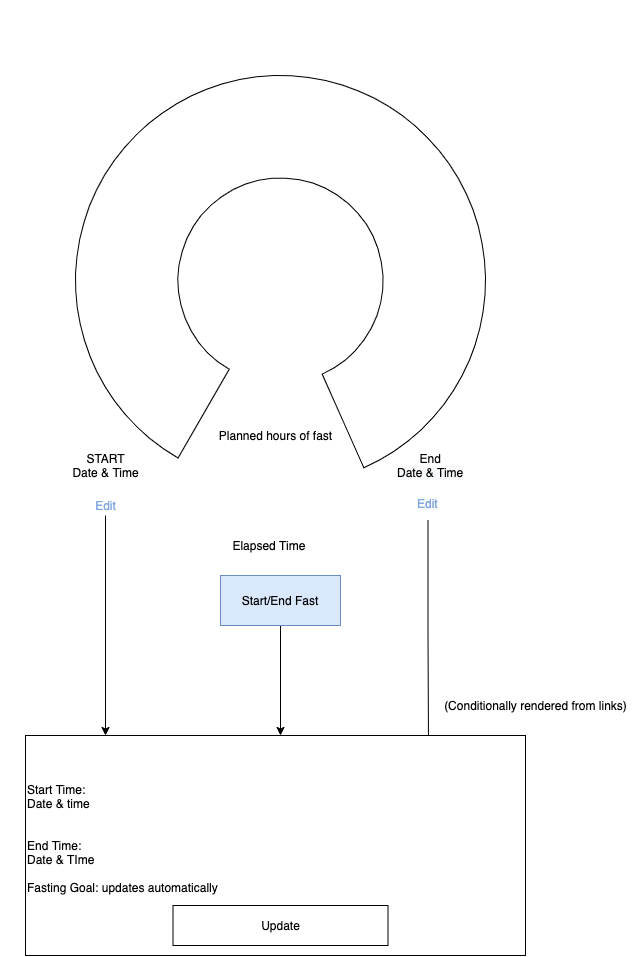 Planned hours of fast
START
Date & Time
End
Date & Time
Edit
Edit
Elapsed Time
Start/End Fast
(Conditionally rendered from links)
Start Time:
Date & time
End Time:
Date & TIme
Fasting Goal: updates automatically
Update